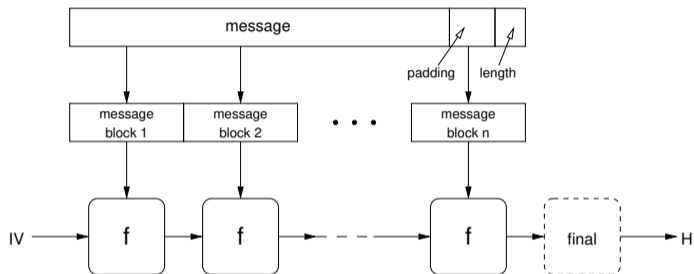 message
padding length
message block 1
message block 2
message block n
IV
f
f
f
final
H